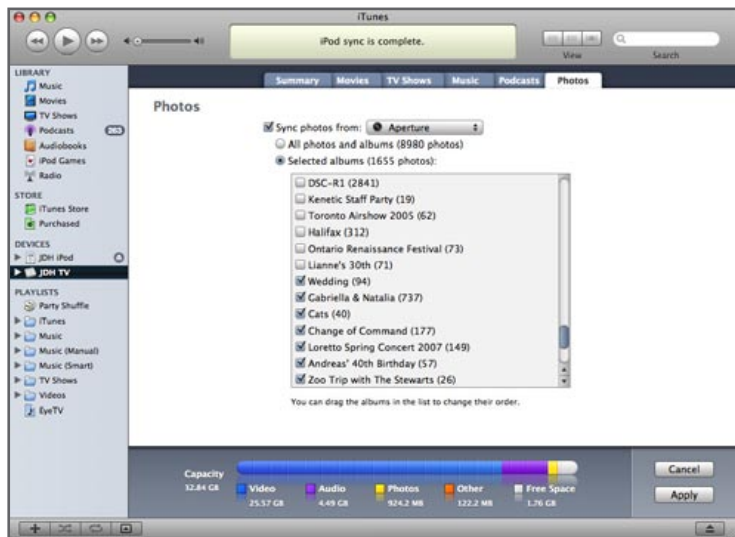 iTunes
iPod sync is complete.
View
Search
LIBRARY
Music
Movies
TV Shows
Podcasts
Audiobooks
iPod Games
Radio
STORE
iTunes Store
Purchased
DEVICES
JDH iPod
JDH TV
PLAYLISTS
Party Shuffle
iTunes
Music
Music (Manual)
Music (Smart)
TV Shows
Videos
EyeTV
Summary Movies TV Shows Music Podcasts Photos
Photos
Sync photos from: Aperture
All photos and albums (8980 photos)
Selected albums (1655 photos):
DSC-R1 (2841)
Kenetic Staff Party (19)
Toronto Airshow 2005 (62)
Halifax (312)
Ontario Renaissance Festival (73)
Lianne's 30th (71)
Wedding (94)
Gabriella & Natalia (737)
Cats (40)
Change of Command (177)
Loretto Spring Concert 2007 (149)
Andreas' 40th Birthday (57)
Zoo Trip with The Stewarts (26)
You can drag the albums in the list to change their order.
Capacity
32.84 GB
Video
25.57 GB
Audio
4.49 GB
Photos
924.2 MB
Other
122.2 MB
Free Space
1.76 GB
Cancel
Apply